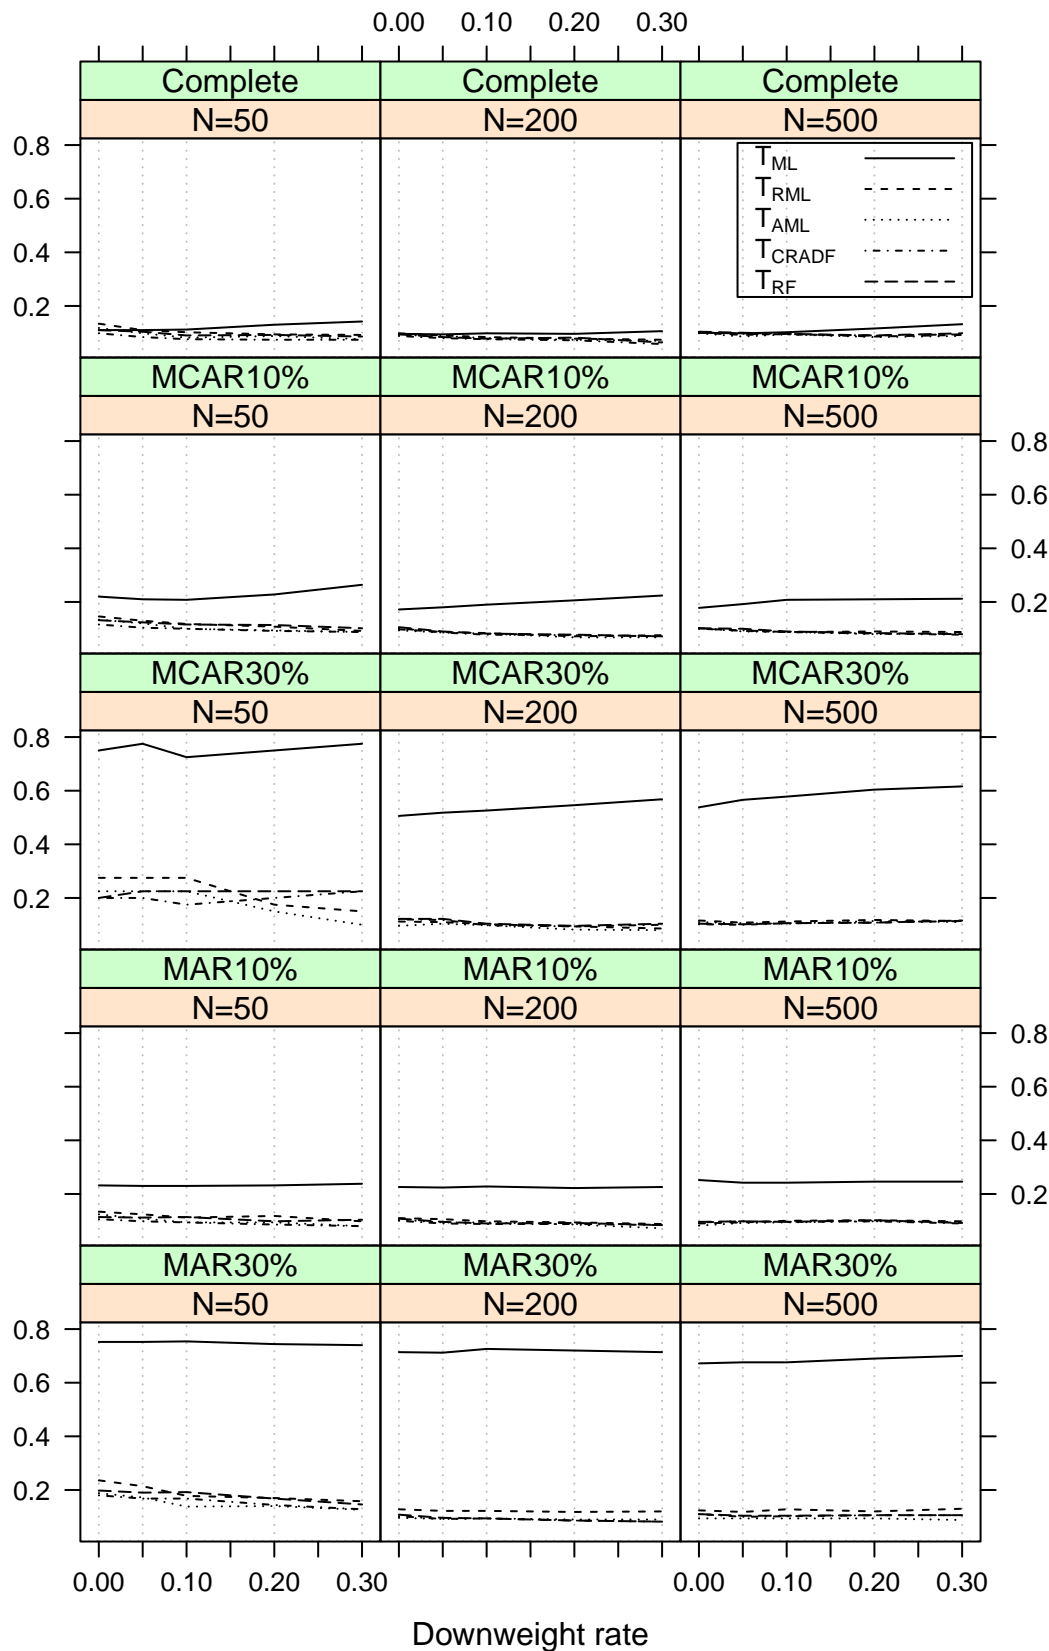 0.00 0.10 0.20 0.30
Complete Complete Complete
N=50 N=200 N=500
0.8
0.6
0.4
0.2
T_ML
T_RML
T_AML
T_CRADF
T_RF
MCAR10% MCAR10% MCAR10%
N=50 N=200 N=500
0.8
0.6
0.4
0.2
MCAR30% MCAR30% MCAR30%
N=50 N=200 N=500
0.8
0.6
0.4
0.2
MAR10% MAR10% MAR10%
N=50 N=200 N=500
0.8
0.6
0.4
0.2
MAR30% MAR30% MAR30%
N=50 N=200 N=500
0.8
0.6
0.4
0.2
0.00 0.10 0.20 0.30 0.00 0.10 0.20 0.30
Downweight rate